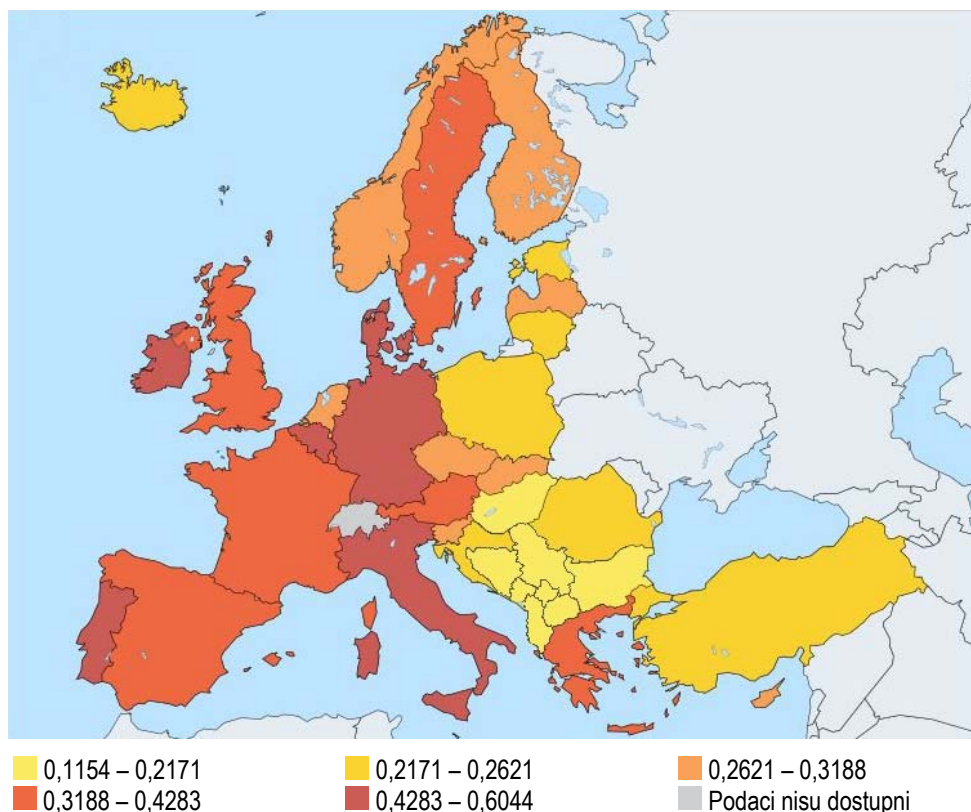 0,1154 – 0,2171 0,2171 – 0,2621 0,2621 – 0,3188
0,3188 – 0,4283 0,4283 – 0,6044 Podaci nisu dostupni